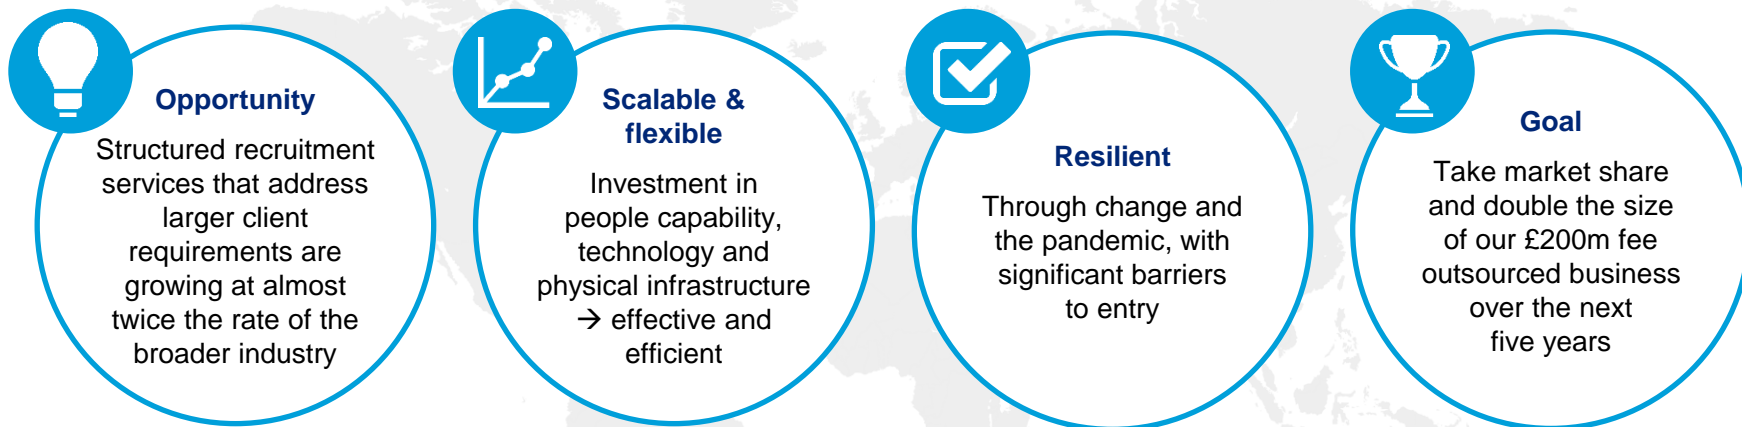 Opportunity
Structured recruitment
services that address
larger client
requirements are
growing at almost
twice the rate of the
broader industry
Scalable &
flexible
Investment in
people capability,
technology and
physical infrastructure
→ effective and
efficient
Resilient
Through change and
the pandemic, with
significant barriers
to entry
Goal
Take market share
and double the size
of our £200m fee
outsourced business
over the next
five years